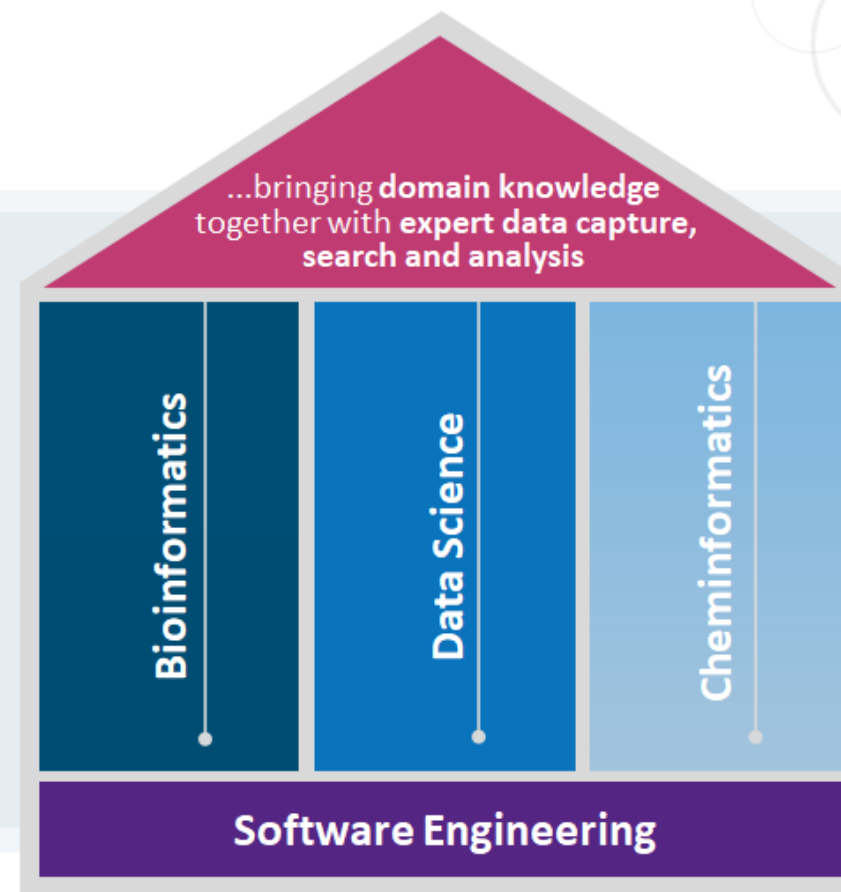 ...bringing domain knowledge
together with expert data capture,
search and analysis
Bioinformatics
Data Science
Cheminformatics
Software Engineering